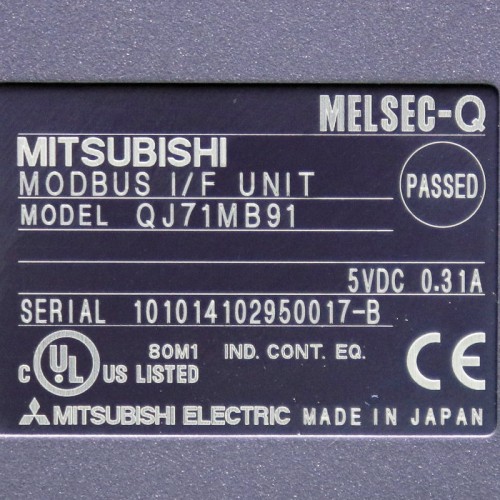 MELSEC-Q
MITSUBISHI
MODBUS I/F UNIT
PASSED
MODEL QJ71MB91
5VDC 0.31A
SERIAL 101014102950017-B
C UL US LISTED 80M1 IND. CONT. EQ. CE
MITSUBISHI ELECTRIC MADE IN JAPAN